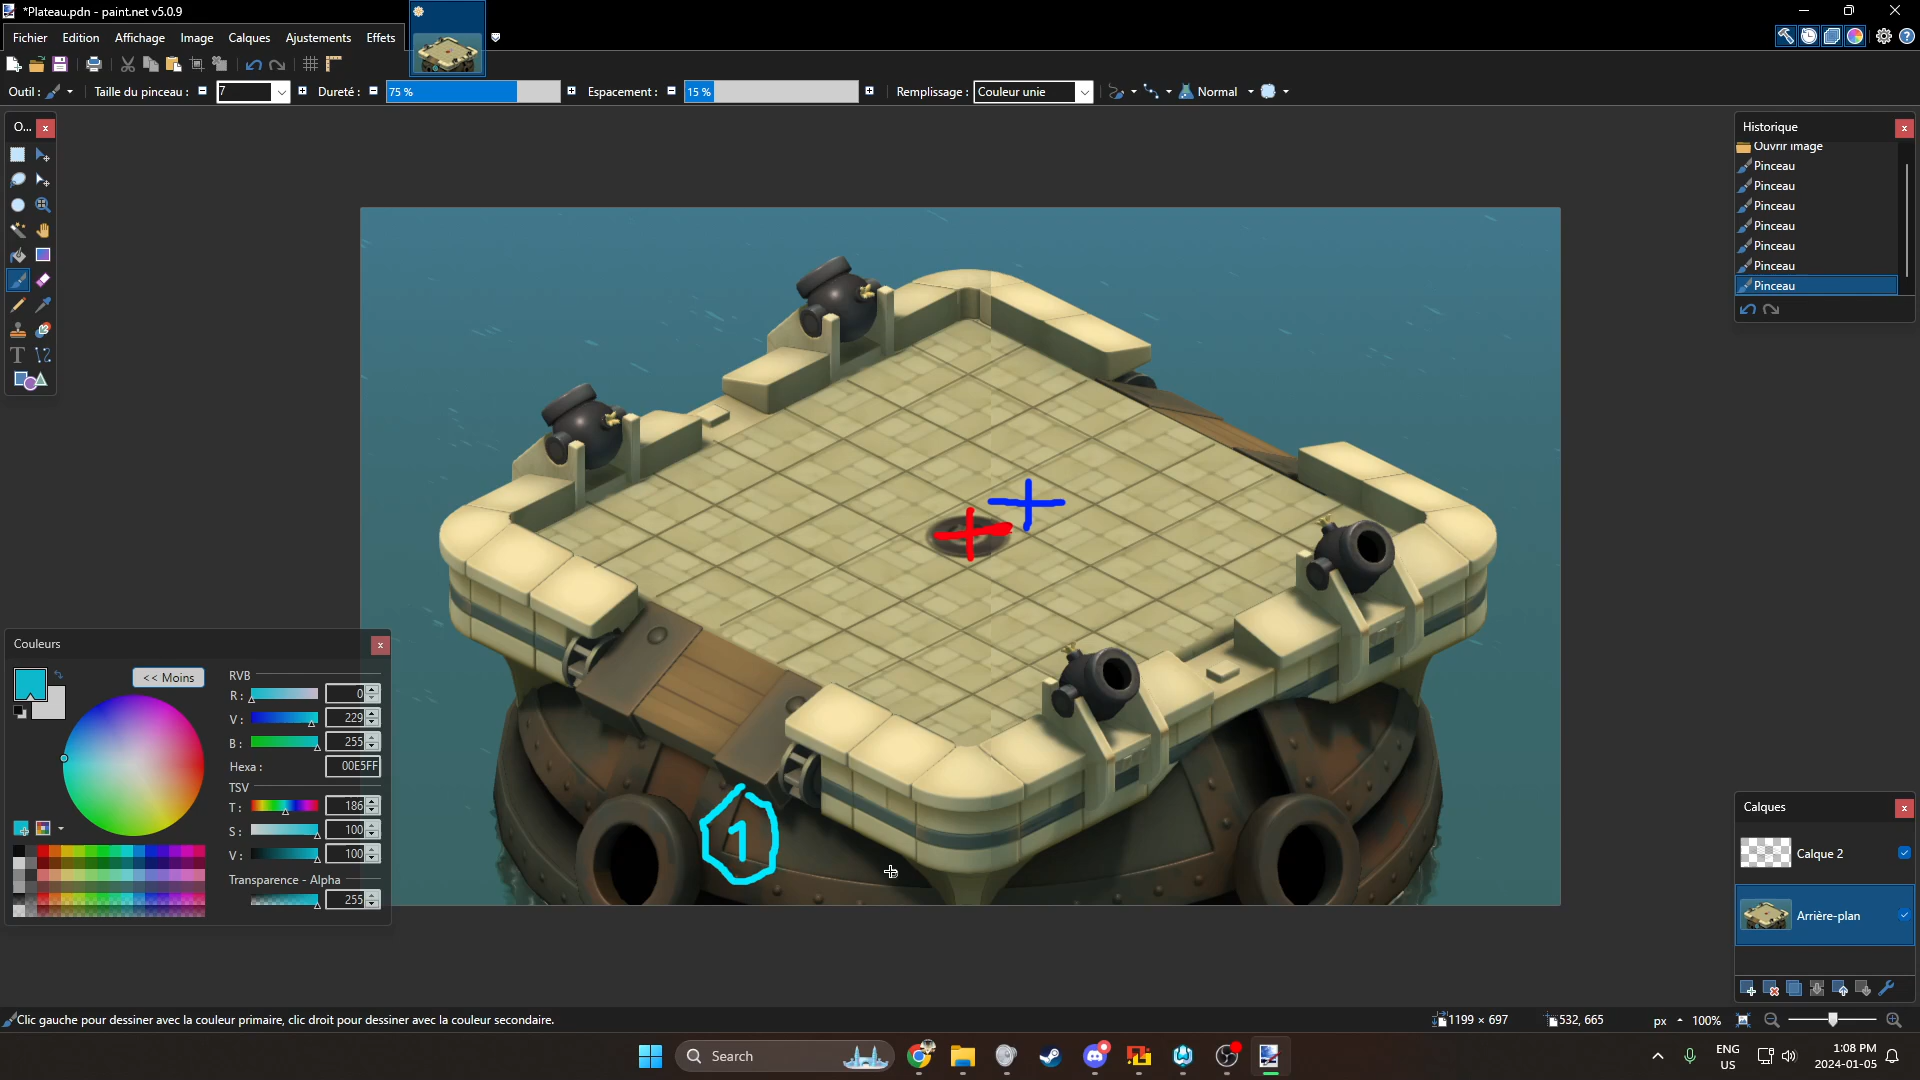 *Plateau.pdn - paint.net v5.0.9
Fichier Edition Affichage Image Calques Ajustements Effets
Outil : Taille du pinceau : 7 Dureté : 75 % Espacement : 15 % Remplissage : Couleur unie Normal
O...
Historique
Ouvrir image
Pinceau
Pinceau
Pinceau
Pinceau
Pinceau
Pinceau
Pinceau
Couleurs
<< Moins
RVB
R : 0
V : 229
B : 255
Hexa : 00E5FF
TSV
T : 186
S : 100
V : 100
Transparence - Alpha
255
1
Calques
Calque 2
Arrière-plan
Clic gauche pour dessiner avec la couleur primaire, clic droit pour dessiner avec la couleur secondaire.
1199 × 697 532, 665 px 100%
Search
ENG
US
1:08 PM
2024-01-05